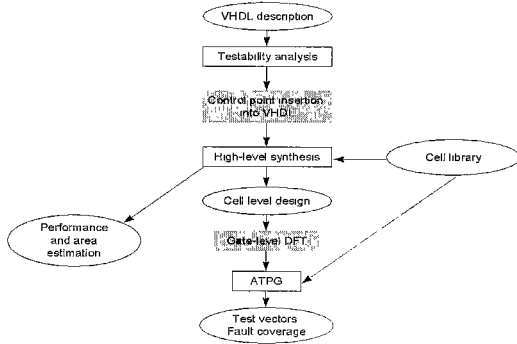 VHDL description
Testability analysis
Control point insertion
into VHDL
High-level synthesis
Cell library
Cell level design
Performance
and area
estimation
Gate-level DFT
ATPG
Test vectors
Fault coverage